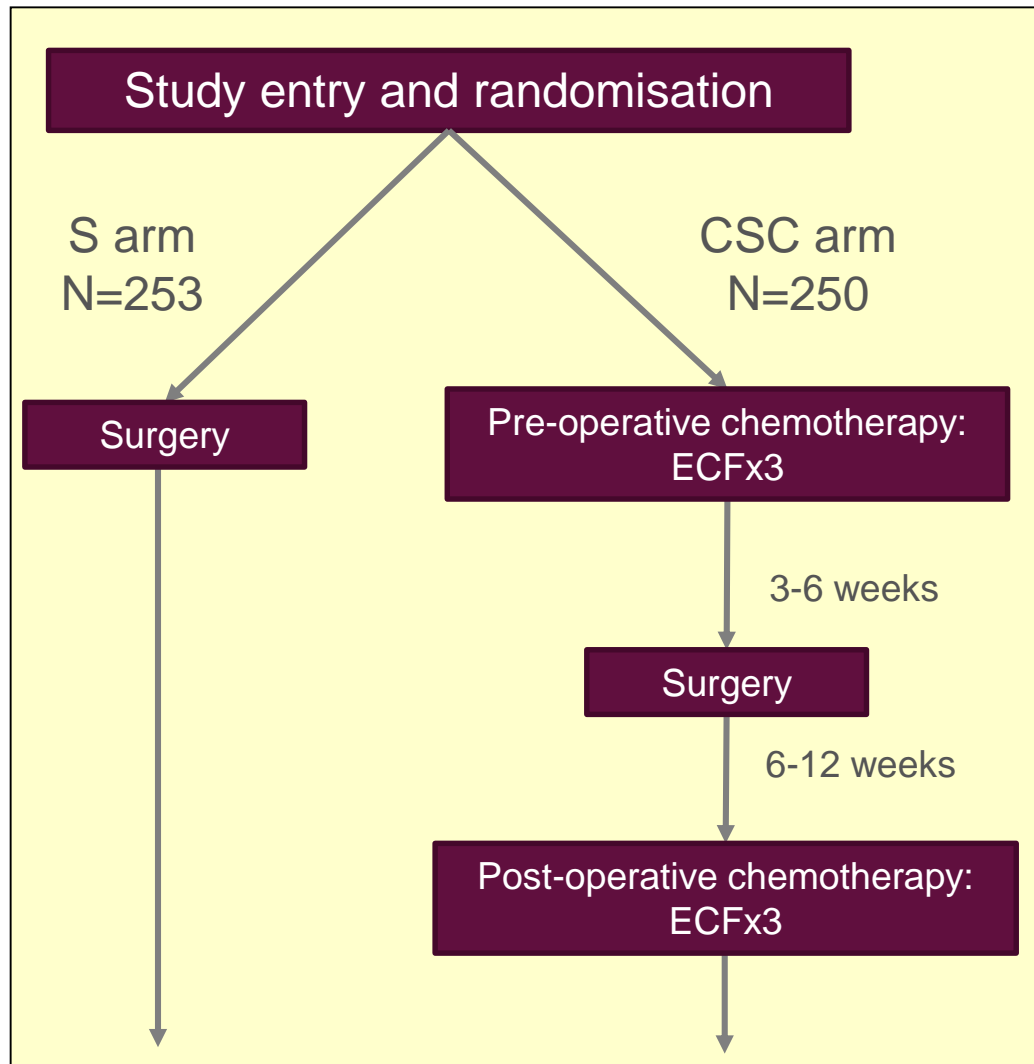 Study entry and randomisation
S arm
N=253
CSC arm
N=250
Surgery
Pre-operative chemotherapy:
ECFx3
3-6 weeks
Surgery
6-12 weeks
Post-operative chemotherapy:
ECFx3